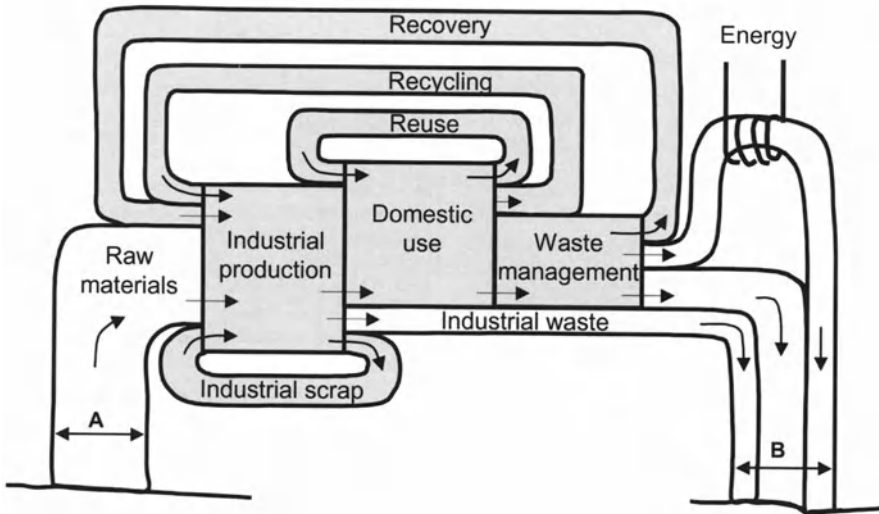 Recovery
Energy
Recycling
Reuse
Domestic
use
Industrial
production
Waste
management
Raw
materials
Industrial waste
Industrial scrap
A
B